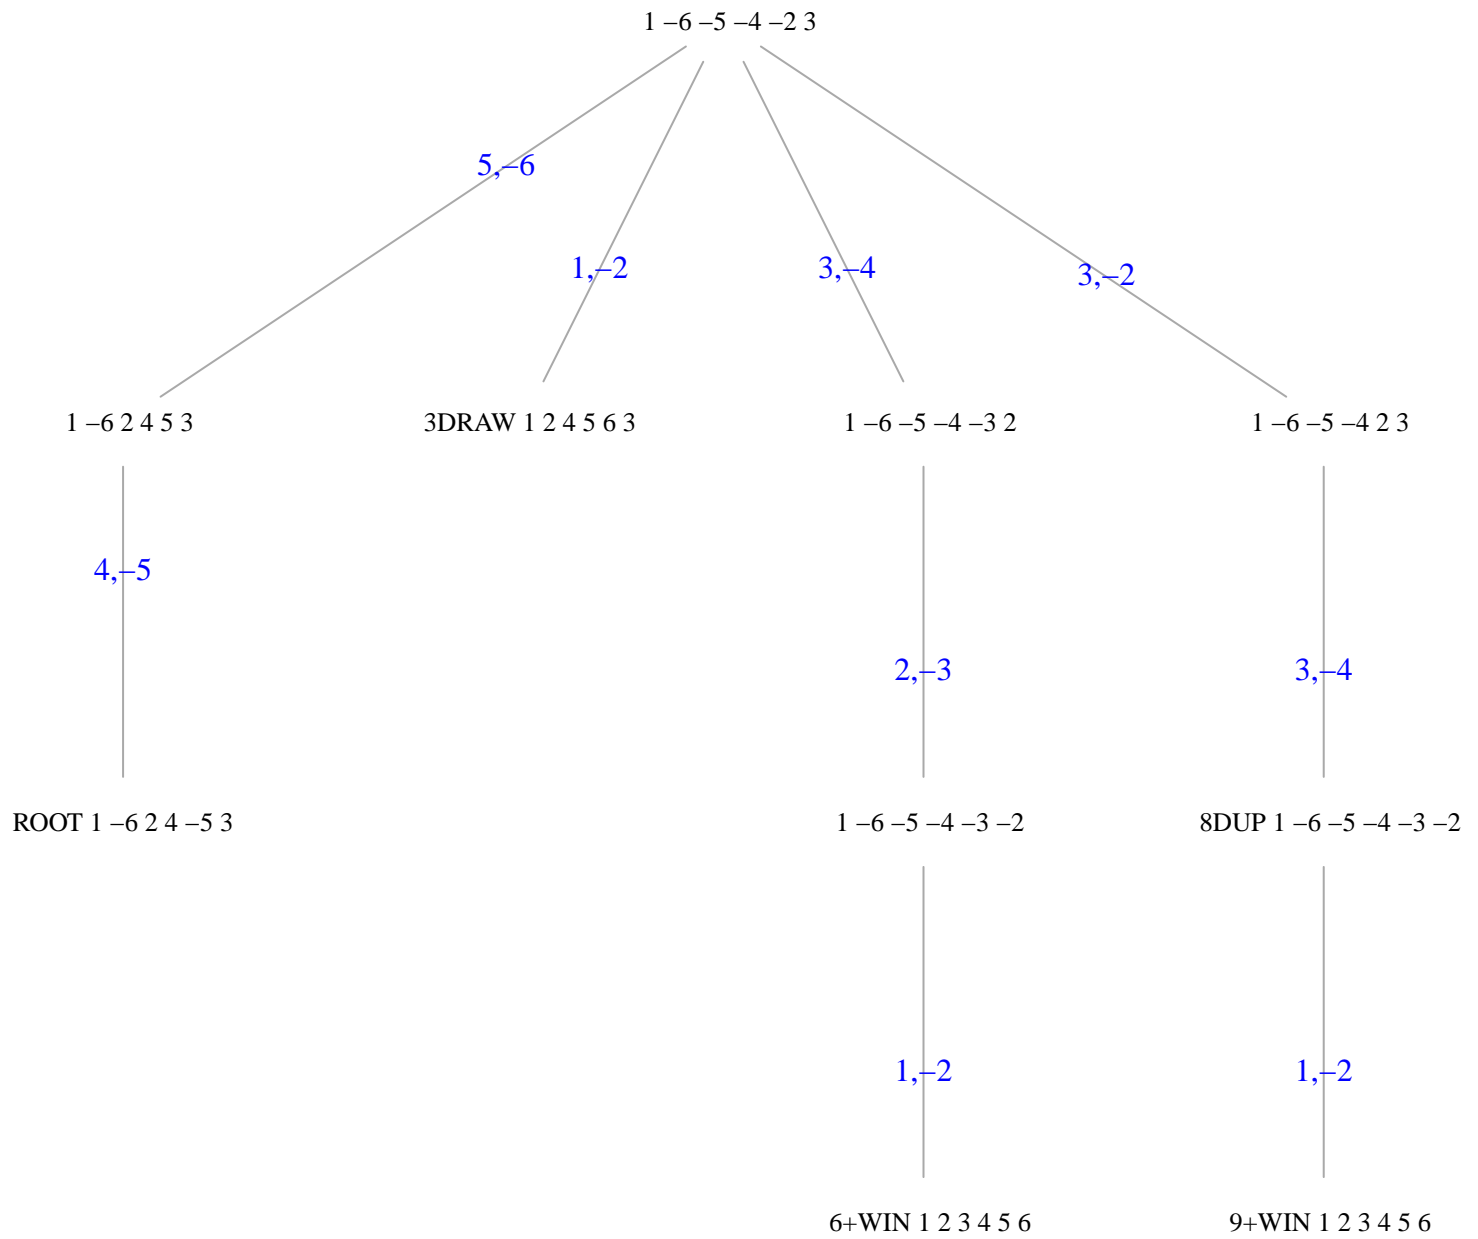 1 –6 –5 –4 –2 3
5,–6
1,–2
3,–4
3,–2
1 –6 2 4 5 3
3DRAW 1 2 4 5 6 3
1 –6 –5 –4 –3 2
1 –6 –5 –4 2 3
4,–5
2,–3
3,–4
ROOT 1 –6 2 4 –5 3
1 –6 –5 –4 –3 –2
8DUP 1 –6 –5 –4 –3 –2
1,–2
1,–2
6+WIN 1 2 3 4 5 6
9+WIN 1 2 3 4 5 6